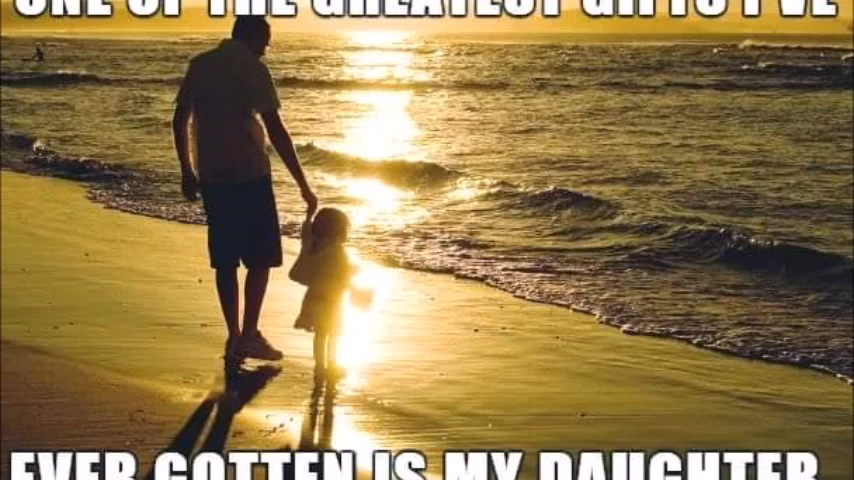 ONE OF THE GREATEST GIFTS I'VE
EVER GOTTEN IS MY DAUGHTER